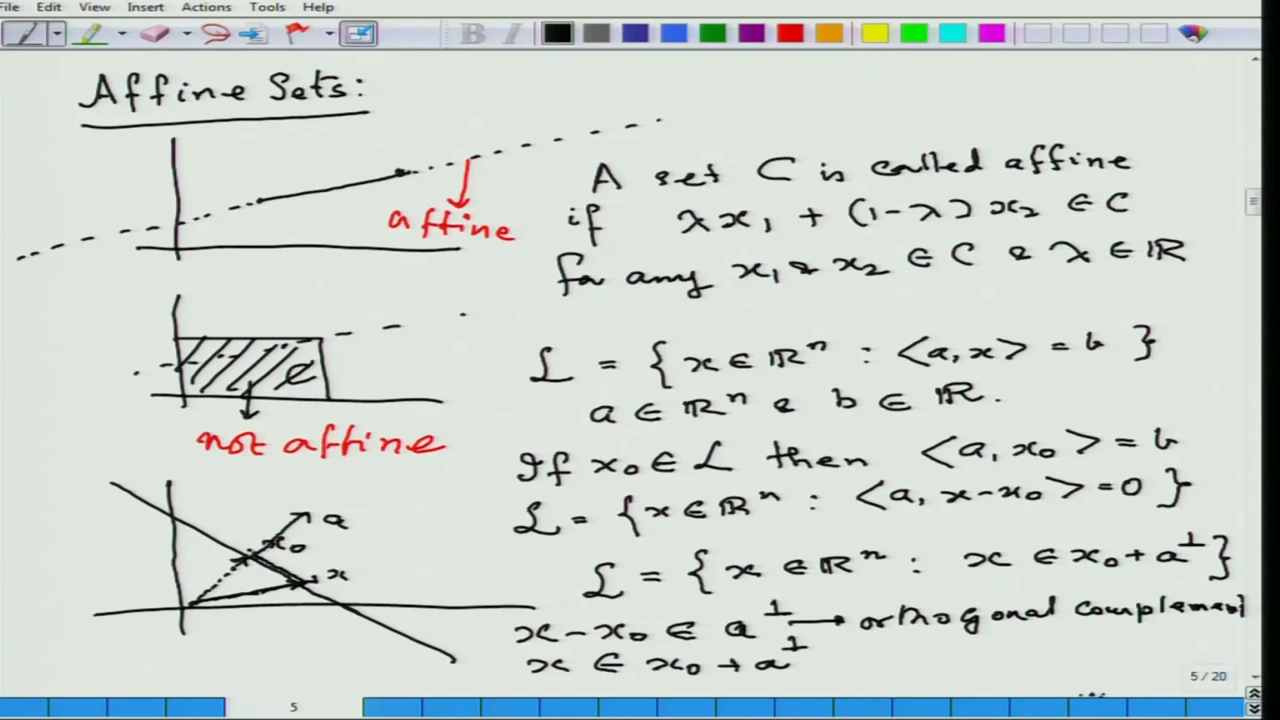 File Edit View Insert Actions Tools Help
B I
Affine Sets:
affine
A set C is called affine
if λx₁ + (1-λ)x₂ ∈ C
for any x₁ & x₂ ∈ C & λ ∈ ℝ
C
not affine
L = {x ∈ ℝⁿ : <a,x> = b}
a ∈ ℝⁿ & b ∈ ℝ.
If x₀ ∈ L then <a,x₀> = b
L = {x ∈ ℝⁿ : <a, x-x₀> = 0}
a
x₀
x
L = {x ∈ ℝⁿ : x ∈ x₀ + a^⊥}
x - x₀ ∈ a^⊥ → orthogonal complement
x ∈ x₀ + a^⊥
5/20
5